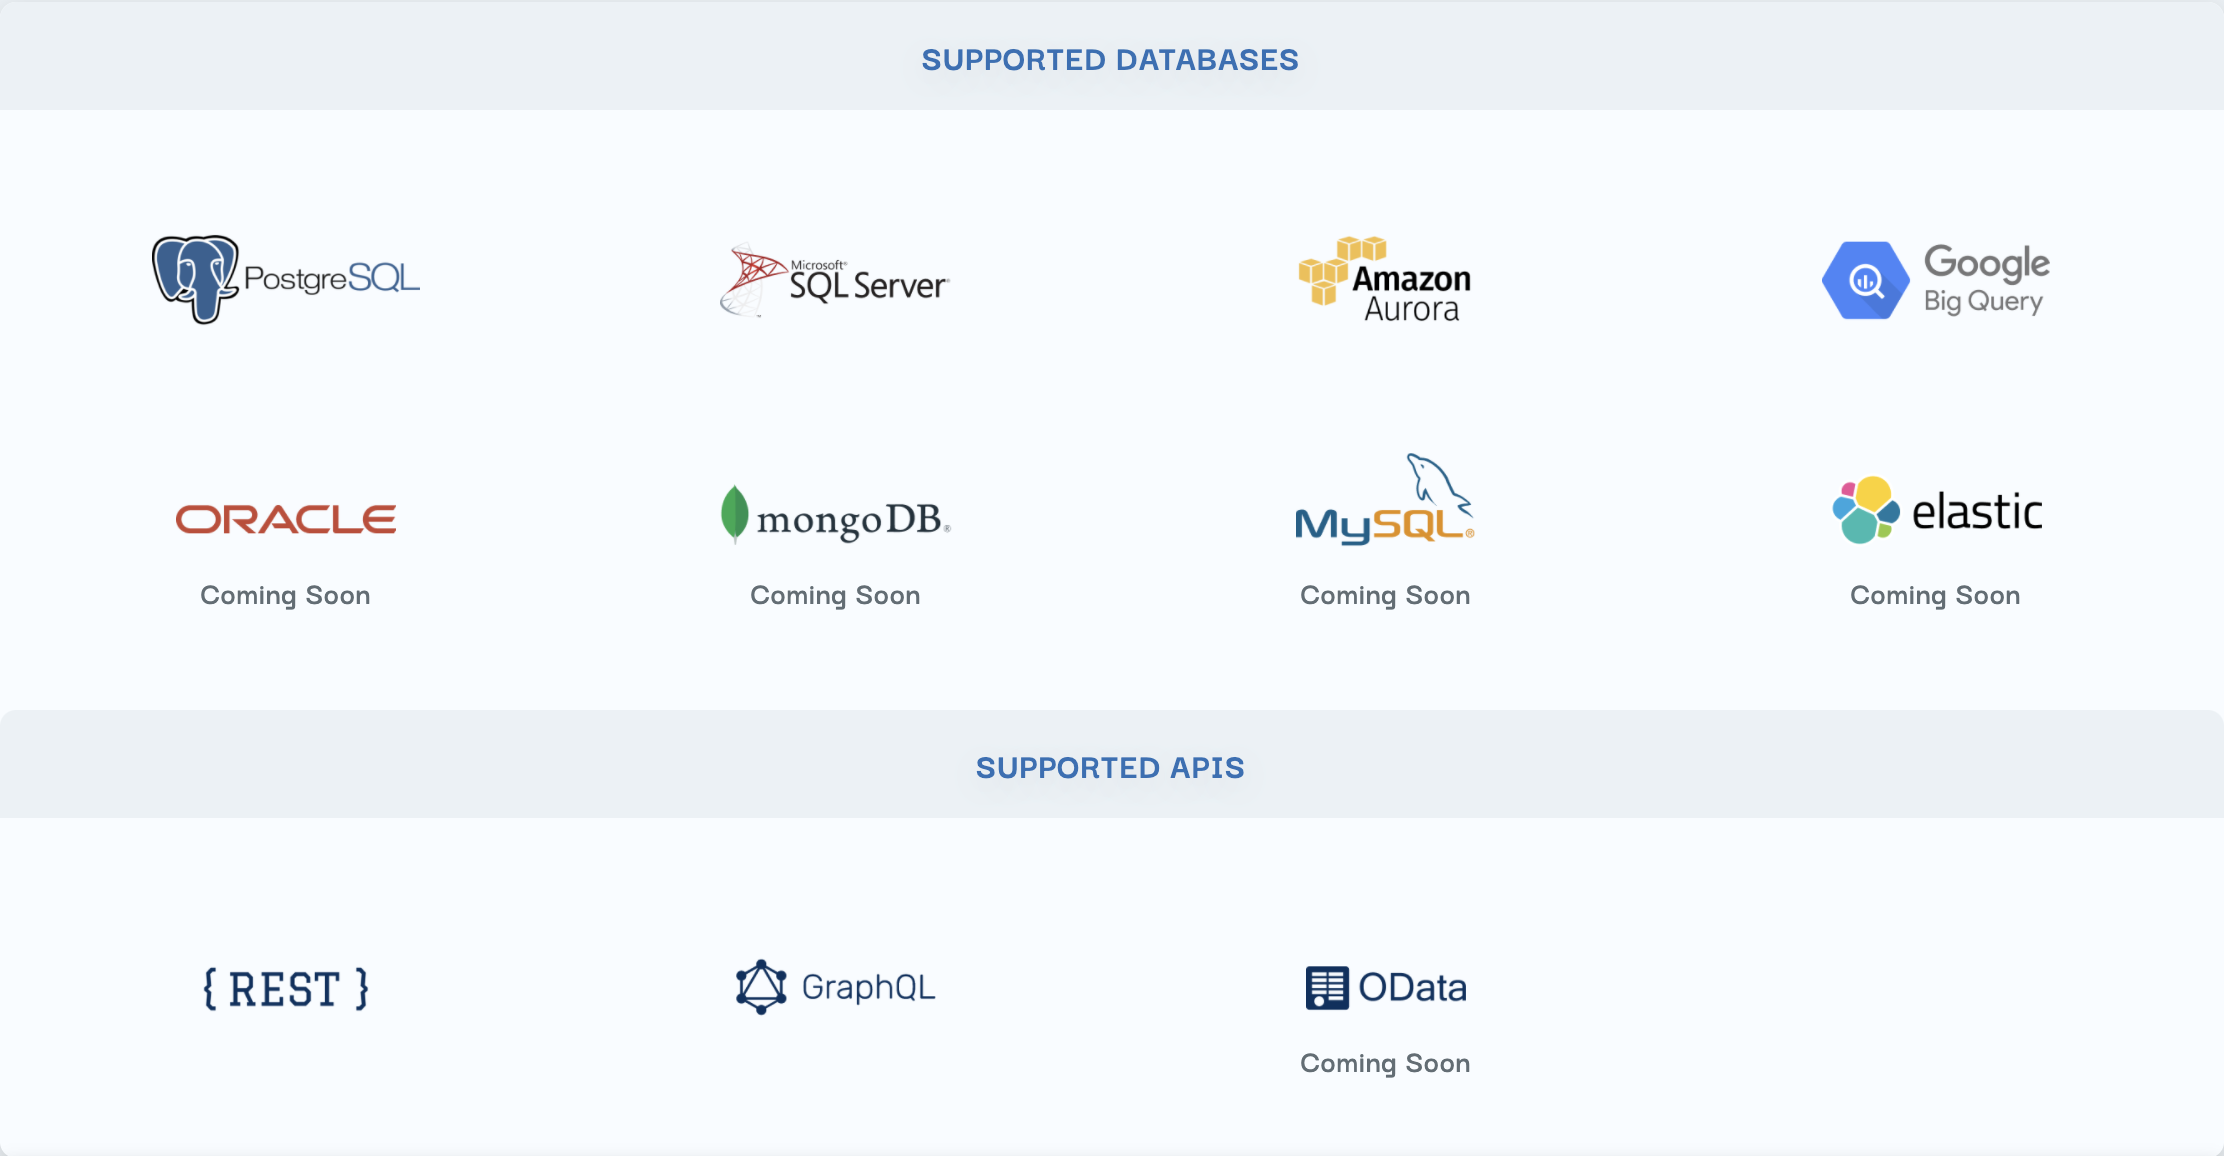 SUPPORTED DATABASES
PostgreSQL
Microsoft®
SQL Server®
Amazon
Aurora
Google
Big Query
ORACLE
mongoDB®
MySQL®
elastic
Coming Soon
Coming Soon
Coming Soon
Coming Soon
SUPPORTED APIS
{ REST }
GraphQL
OData
Coming Soon